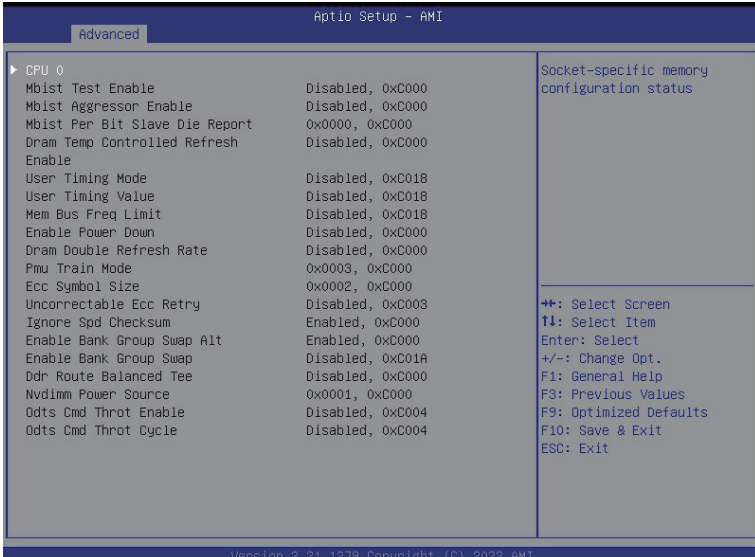 Aptio Setup – AMI
Advanced
CPU 0
Mbist Test Enable Disabled, 0xC000
Mbist Aggressor Enable Disabled, 0xC000
Mbist Per Bit Slave Die Report 0x0000, 0xC000
Dram Temp Controlled Refresh Disabled, 0xC000
Enable
User Timing Mode Disabled, 0xC018
User Timing Value Disabled, 0xC018
Mem Bus Freq Limit Disabled, 0xC018
Enable Power Down Disabled, 0xC000
Dram Double Refresh Rate Disabled, 0xC000
Pmu Train Mode 0x0003, 0xC000
Ecc Symbol Size 0x0002, 0xC000
Uncorrectable Ecc Retry Disabled, 0xC003
Ignore Spd Checksum Enabled, 0xC000
Enable Bank Group Swap Alt Enabled, 0xC000
Enable Bank Group Swap Disabled, 0xC01A
Ddr Route Balanced Tee Disabled, 0xC000
Nvdimm Power Source 0x0001, 0xC000
Odts Cmd Throt Enable Disabled, 0xC004
Odts Cmd Throt Cycle Disabled, 0xC004
Socket-specific memory
configuration status
→←: Select Screen
↑↓: Select Item
Enter: Select
+/-: Change Opt.
F1: General Help
F3: Previous Values
F9: Optimized Defaults
F10: Save & Exit
ESC: Exit
Version 2.21.1279 Copyright (C) 2022 AMI